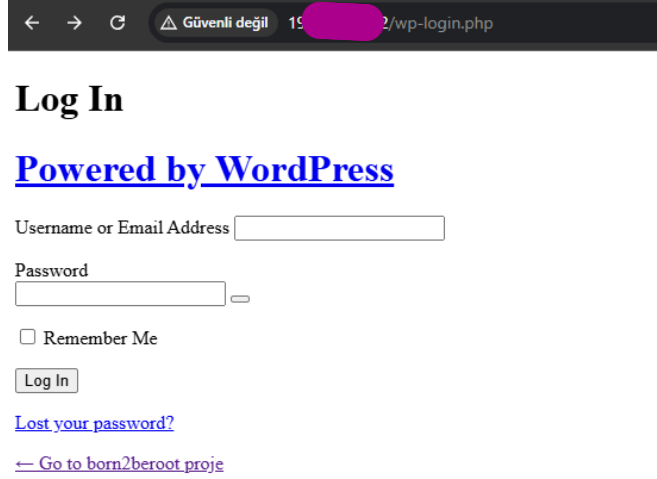 Güvenli değil 19 2/wp-login.php
Log In
Powered by WordPress
Username or Email Address
Password
Remember Me
Log In
Lost your password?
← Go to born2beroot proje